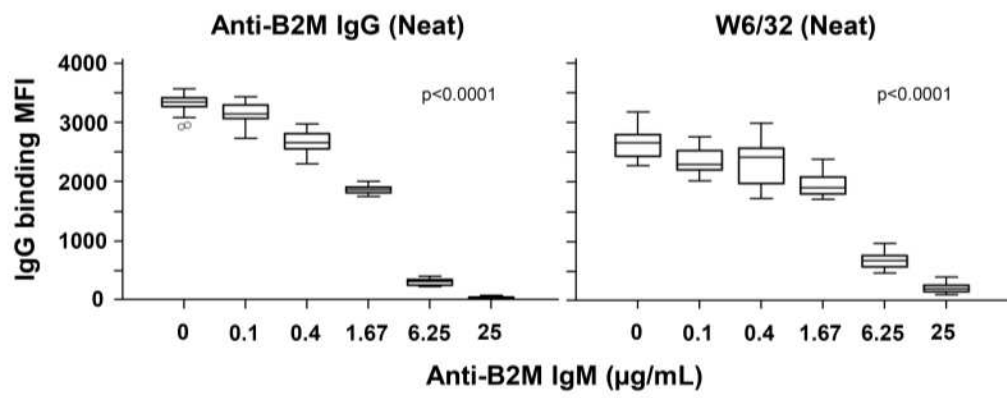 Anti-B2M IgG (Neat)
W6/32 (Neat)
IgG binding MFI
4000
3000
2000
1000
0
p<0.0001
p<0.0001
0 0.1 0.4 1.67 6.25 25
0 0.1 0.4 1.67 6.25 25
Anti-B2M IgM (µg/mL)